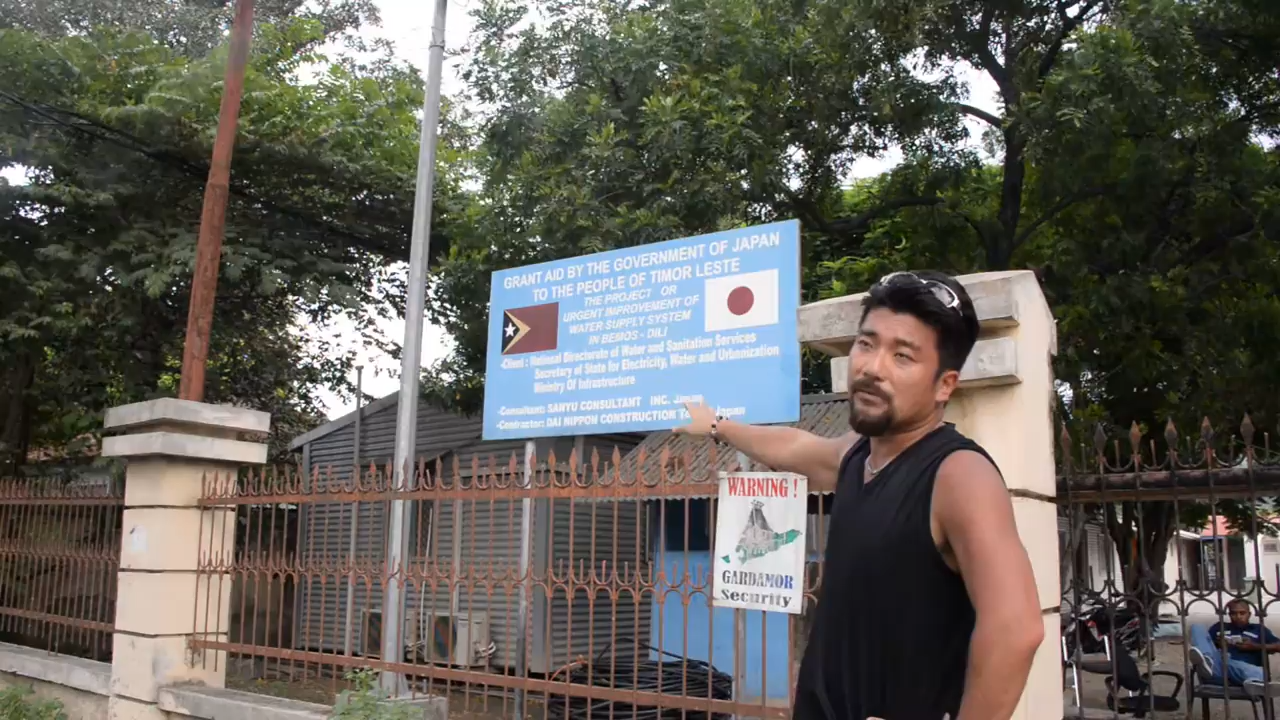 GRANT AID BY THE GOVERNMENT OF JAPAN
TO THE PEOPLE OF TIMOR LESTE
THE PROJECT OR
URGENT IMPROVEMENT OF
WATER SUPPLY SYSTEM
IN BEMOS - DILI
-Client : National Directorate of Water and Sanitation Services
Secretary of State for Electricity, Water and Urbanization
Ministry Of Infrastructure
-Consultant: SANYU CONSULTANT INC. Japan
-Contractor: DAI NIPPON CONSTRUCTION Japan
WARNING !
GARDAMOR
Security